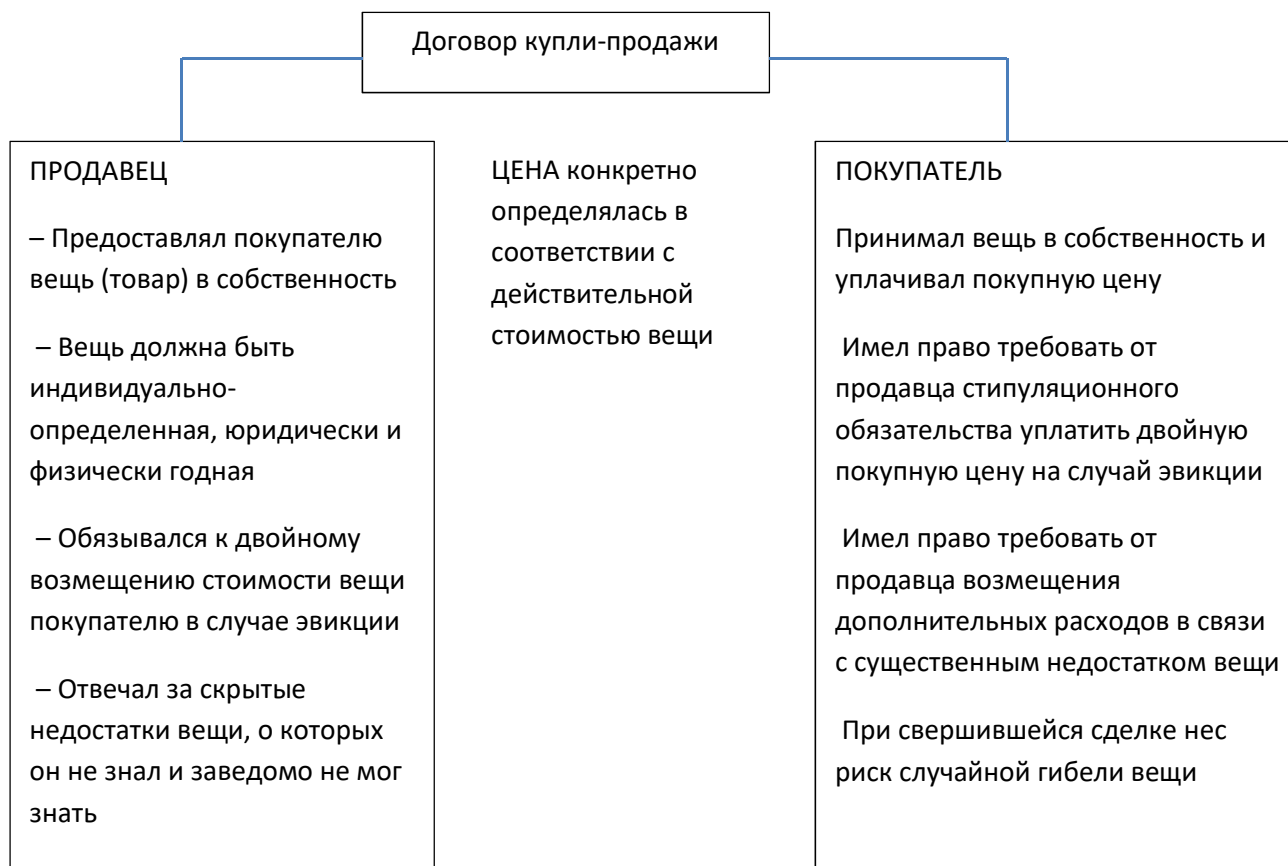 Договор купли-продажи
ПРОДАВЕЦ
– Предоставлял покупателю
вещь (товар) в собственность
– Вещь должна быть
индивидуально-
определенная, юридически и
физически годная
– Обязывался к двойному
возмещению стоимости вещи
покупателю в случае эвикции
– Отвечал за скрытые
недостатки вещи, о которых
он не знал и заведомо не мог
знать
ЦЕНА конкретно
определялась в
соответствии с
действительной
стоимостью вещи
ПОКУПАТЕЛЬ
Принимал вещь в собственность и
уплачивал покупную цену
Имел право требовать от
продавца стипуляционного
обязательства уплатить двойную
покупную цену на случай эвикции
Имел право требовать от
продавца возмещения
дополнительных расходов в связи
с существенным недостатком вещи
При свершившейся сделке нес
риск случайной гибели вещи